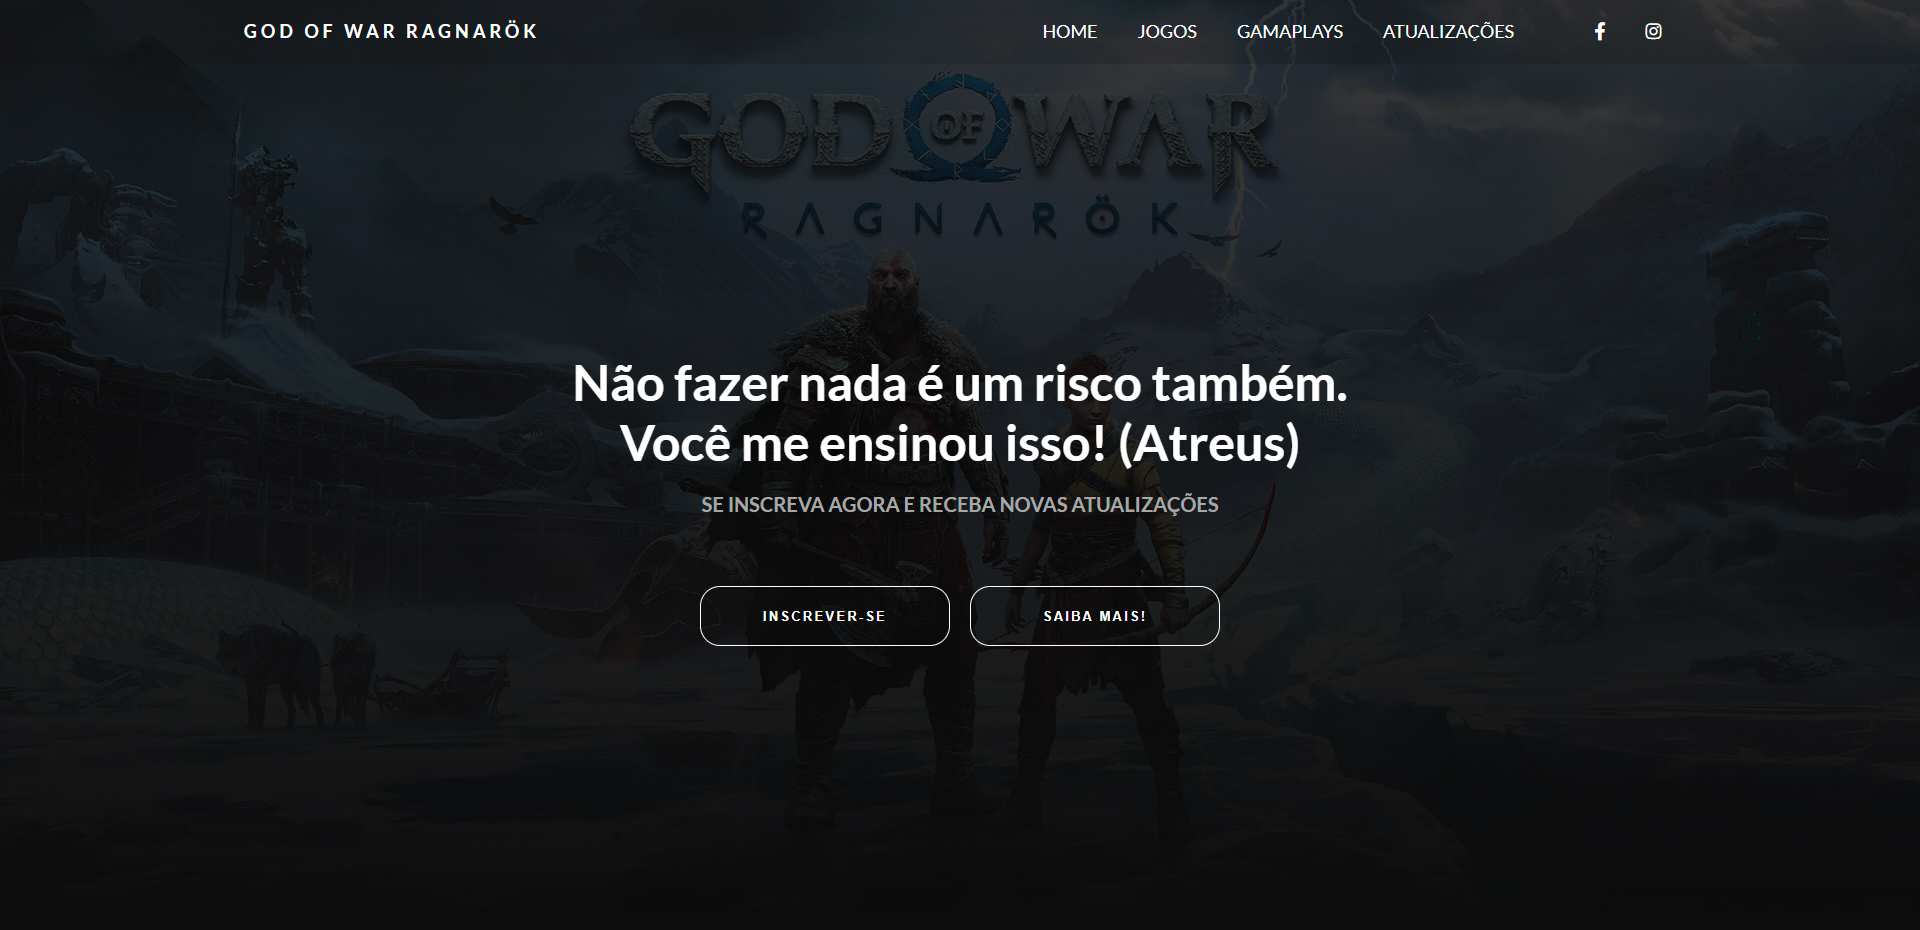 GOD OF WAR RAGNARÖK
HOME JOGOS GAMAPLAYS ATUALIZAÇÕES
GOD OF WAR
RAGNARÖK
Não fazer nada é um risco também.
Você me ensinou isso! (Atreus)
SE INSCREVA AGORA E RECEBA NOVAS ATUALIZAÇÕES
INSCREVER-SE SAIBA MAIS!